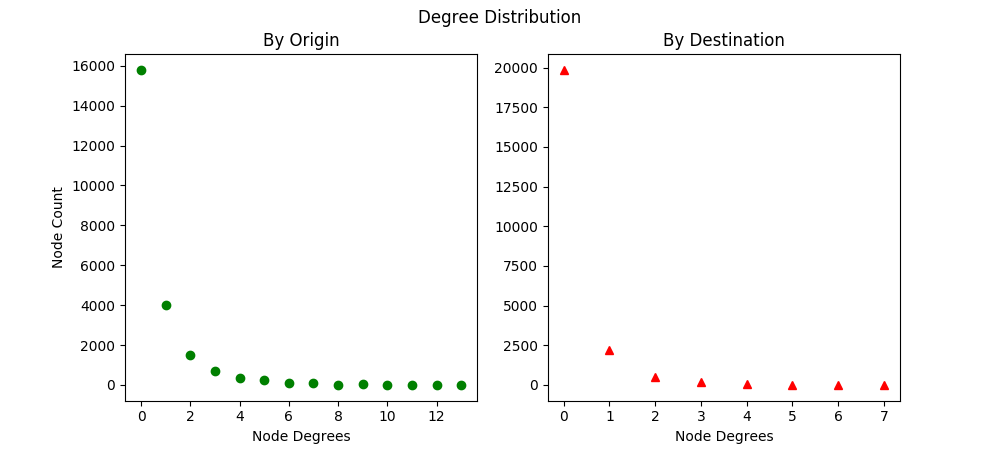 Degree Distribution
By Origin
16000
14000
12000
10000
8000
6000
4000
2000
0
Node Count
0 2 4 6 8 10 12
Node Degrees
By Destination
20000
17500
15000
12500
10000
7500
5000
2500
0
0 1 2 3 4 5 6 7
Node Degrees